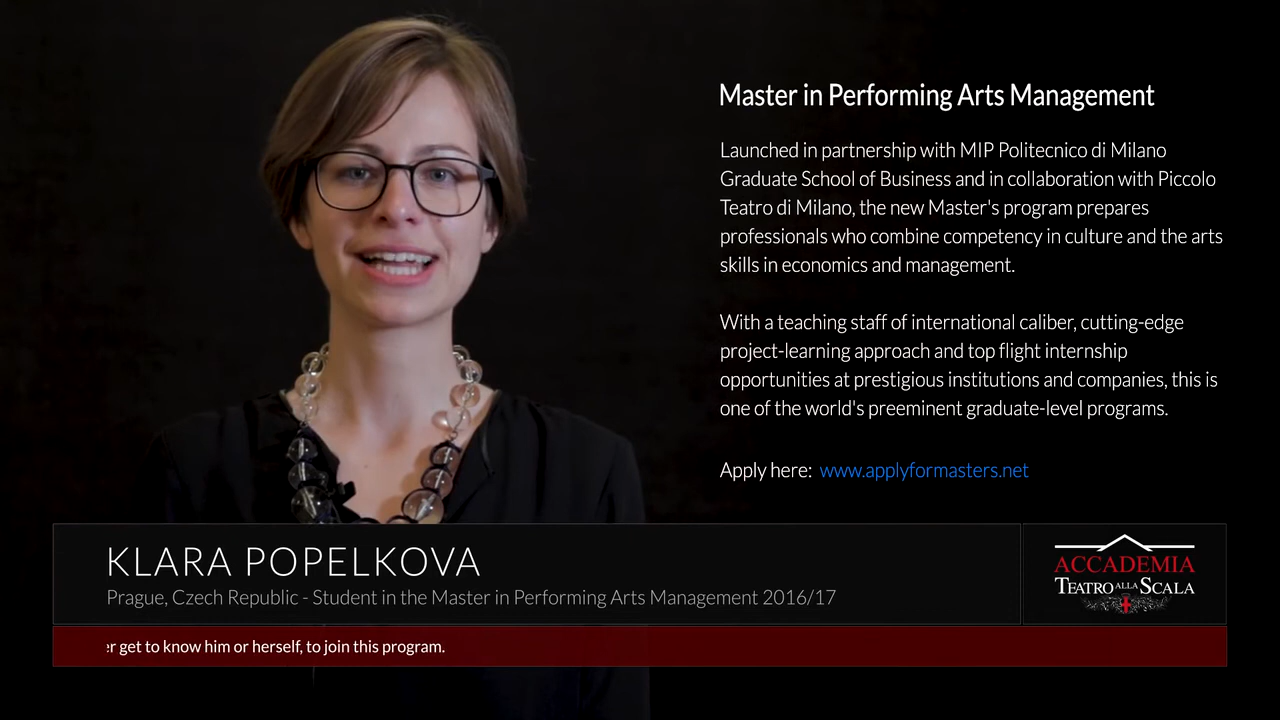 Master in Performing Arts Management
Launched in partnership with MIP Politecnico di Milano
Graduate School of Business and in collaboration with Piccolo
Teatro di Milano, the new Master's program prepares
professionals who combine competency in culture and the arts
skills in economics and management.
With a teaching staff of international caliber, cutting-edge
project-learning approach and top flight internship
opportunities at prestigious institutions and companies, this is
one of the world's preeminent graduate-level programs.
Apply here: www.applyformasters.net
KLARA POPELKOVA
Prague, Czech Republic - Student in the Master in Performing Arts Management 2016/17
ACCADEMIA
TEATRO ALLA SCALA
er get to know him or herself, to join this program.